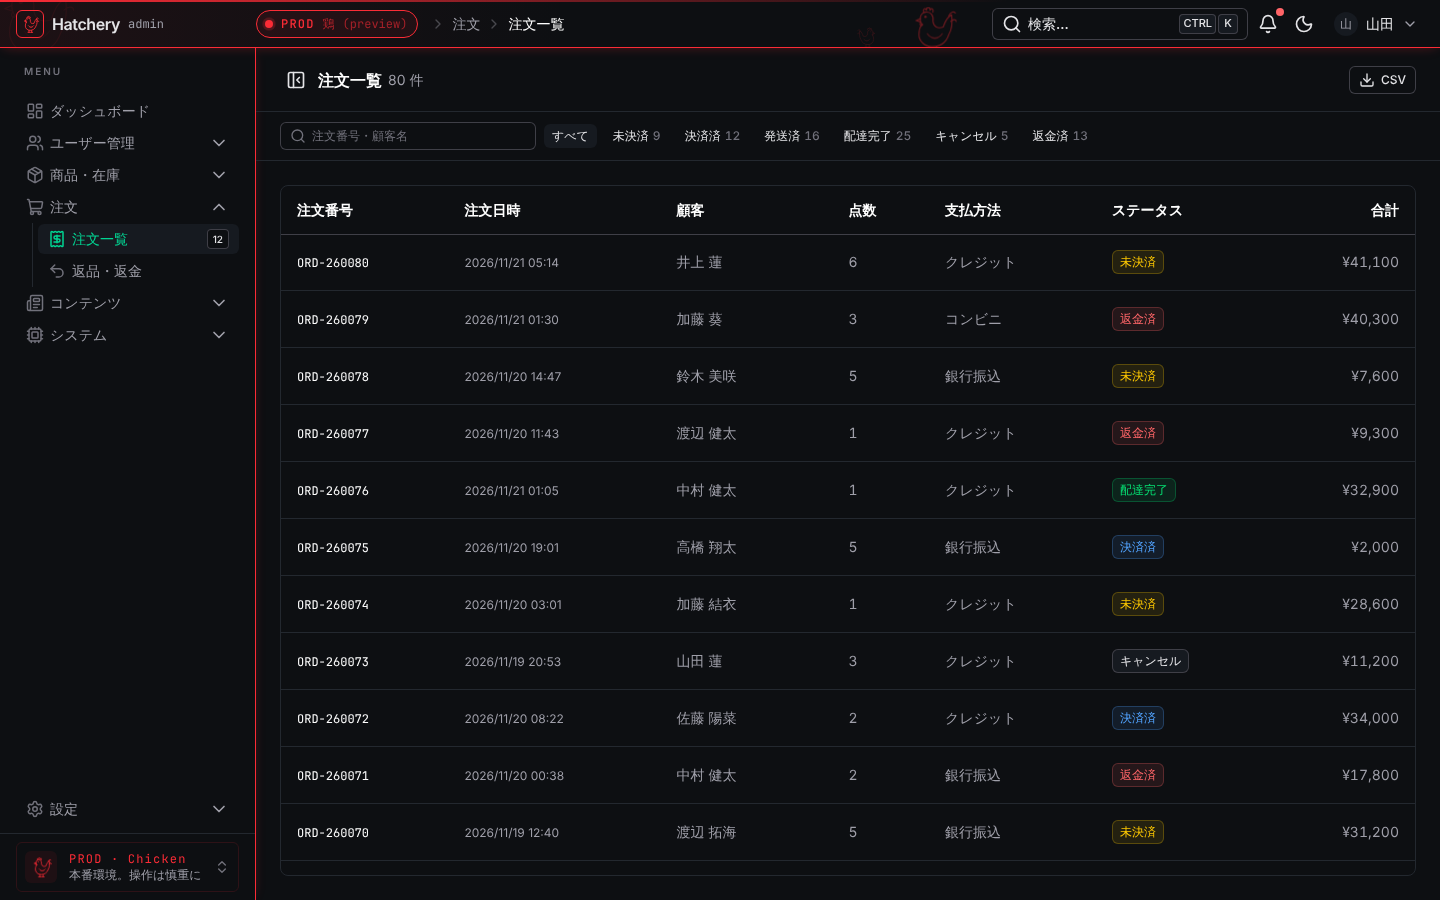 Hatchery admin
PROD 鶏 (preview)
注文
注文一覧
検索...
CTRL K
山 山田
MENU
ダッシュボード
ユーザー管理
商品・在庫
注文
注文一覧 12
返品・返金
コンテンツ
システム
設定
PROD · Chicken
本番環境。操作は慎重に
注文一覧 80 件
CSV
注文番号・顧客名
すべて 未決済 9 決済済 12 発送済 16 配達完了 25 キャンセル 5 返金済 13
注文番号 注文日時 顧客 点数 支払方法 ステータス 合計
ORD-260080 2026/11/21 05:14 井上 蓮 6 クレジット 未決済 ¥41,100
ORD-260079 2026/11/21 01:30 加藤 葵 3 コンビニ 返金済 ¥40,300
ORD-260078 2026/11/20 14:47 鈴木 美咲 5 銀行振込 未決済 ¥7,600
ORD-260077 2026/11/20 11:43 渡辺 健太 1 クレジット 返金済 ¥9,300
ORD-260076 2026/11/21 01:05 中村 健太 1 クレジット 配達完了 ¥32,900
ORD-260075 2026/11/20 19:01 高橋 翔太 5 銀行振込 決済済 ¥2,000
ORD-260074 2026/11/20 03:01 加藤 結衣 1 クレジット 未決済 ¥28,600
ORD-260073 2026/11/19 20:53 山田 蓮 3 クレジット キャンセル ¥11,200
ORD-260072 2026/11/20 08:22 佐藤 陽菜 2 クレジット 決済済 ¥34,000
ORD-260071 2026/11/20 00:38 中村 健太 2 銀行振込 返金済 ¥17,800
ORD-260070 2026/11/19 12:40 渡辺 拓海 5 銀行振込 未決済 ¥31,200